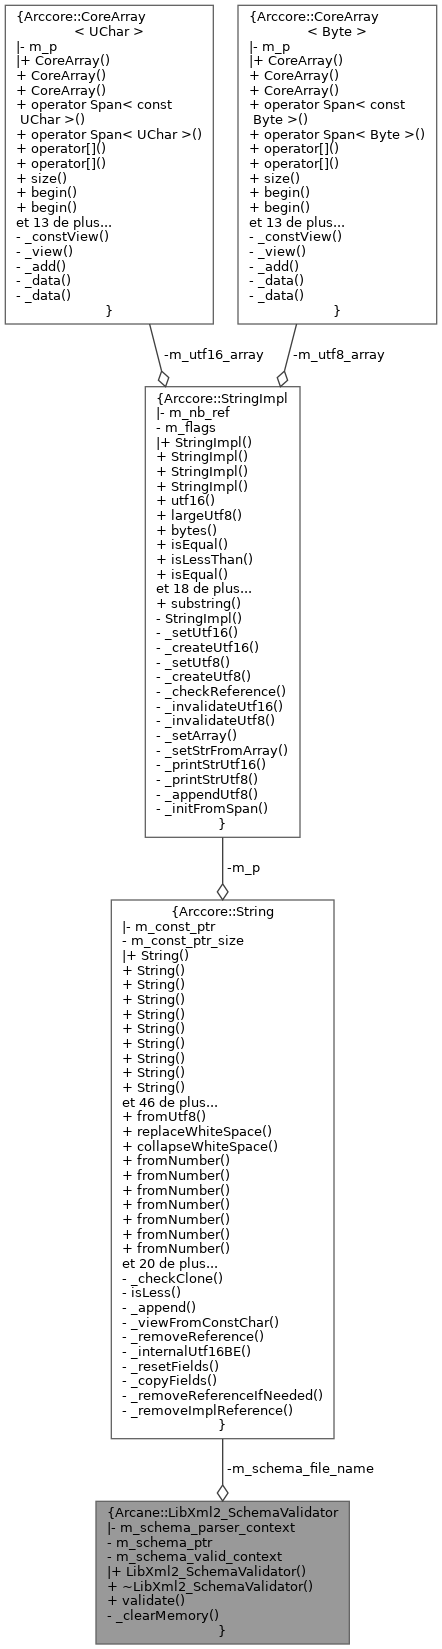 {Arccore::CoreArray
< UChar >
|- m_p
|+ CoreArray()
+ CoreArray()
+ CoreArray()
+ operator Span< const
UChar >()
+ operator Span< UChar >()
+ operator[]()
+ operator[]()
+ size()
+ begin()
+ begin()
et 13 de plus...
- _constView()
- _view()
- _add()
- _data()
- _data()
}
{Arccore::CoreArray
< Byte >
|- m_p
|+ CoreArray()
+ CoreArray()
+ CoreArray()
+ operator Span< const
Byte >()
+ operator Span< Byte >()
+ operator[]()
+ operator[]()
+ size()
+ begin()
+ begin()
et 13 de plus...
- _constView()
- _view()
- _add()
- _data()
- _data()
}
-m_utf16_array
-m_utf8_array
{Arccore::StringImpl
|- m_nb_ref
- m_flags
|+ StringImpl()
+ StringImpl()
+ StringImpl()
+ StringImpl()
+ utf16()
+ largeUtf8()
+ bytes()
+ isEqual()
+ isLessThan()
+ isEqual()
et 18 de plus...
+ substring()
- StringImpl()
- _setUtf16()
- _createUtf16()
- _setUtf8()
- _createUtf8()
- _checkReference()
- _invalidateUtf16()
- _invalidateUtf8()
- _setArray()
- _setStrFromArray()
- _printStrUtf16()
- _printStrUtf8()
- _appendUtf8()
- _initFromSpan()
}
-m_p
{Arccore::String
|- m_const_ptr
- m_const_ptr_size
|+ String()
+ String()
+ String()
+ String()
+ String()
+ String()
+ String()
+ String()
+ String()
+ String()
et 46 de plus...
+ fromUtf8()
+ replaceWhiteSpace()
+ collapseWhiteSpace()
+ fromNumber()
+ fromNumber()
+ fromNumber()
+ fromNumber()
+ fromNumber()
+ fromNumber()
+ fromNumber()
et 20 de plus...
- _checkClone()
- isLess()
- _append()
- _viewFromConstChar()
- _removeReference()
- _internalUtf16BE()
- _resetFields()
- _copyFields()
- _removeReferenceIfNeeded()
- _removeImplReference()
}
-m_schema_file_name
{Arcane::LibXml2_SchemaValidator
|- m_schema_parser_context
- m_schema_ptr
- m_schema_valid_context
|+ LibXml2_SchemaValidator()
+ ~LibXml2_SchemaValidator()
+ validate()
- _clearMemory()
}